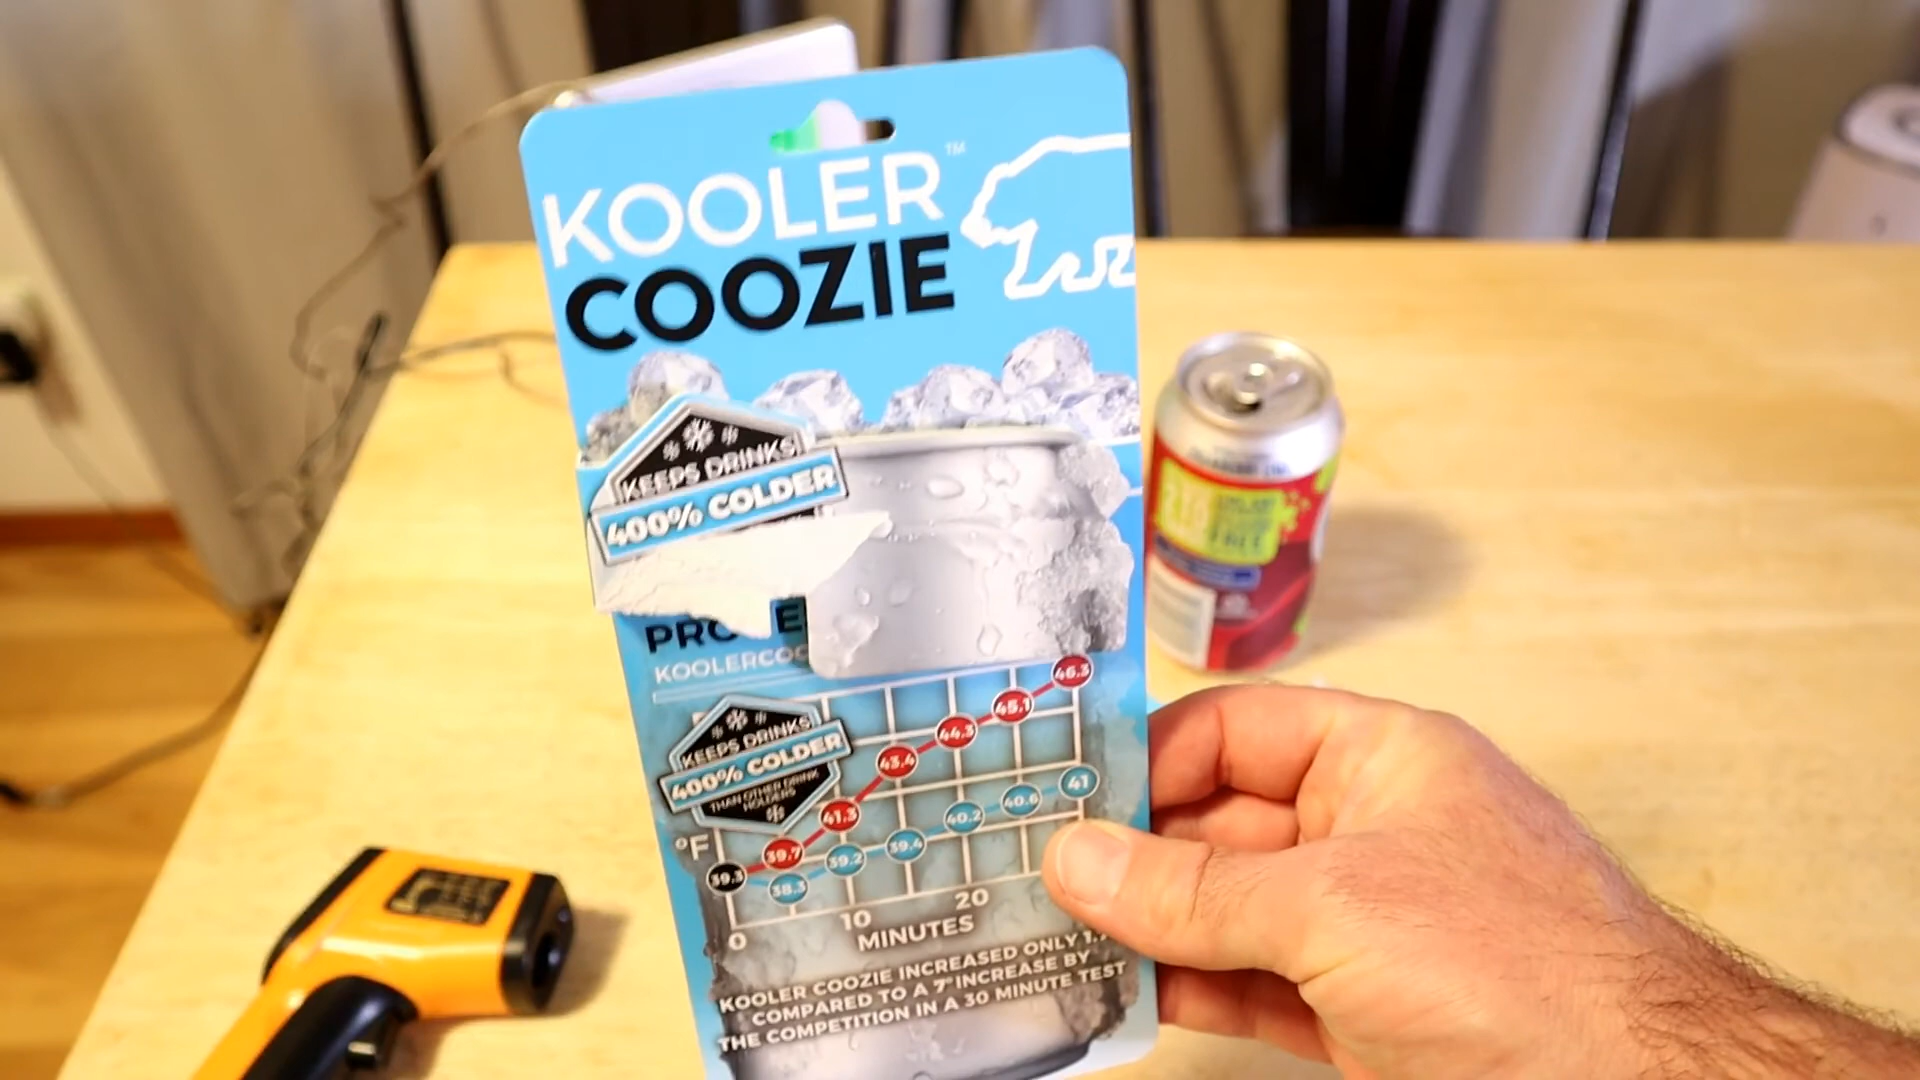 KOOLER™
COOZIE
KEEPS DRINKS
400% COLDER
KOOLERCOO
KEEPS DRINKS
400% COLDER
THAN OTHER DRINK
HOLDERS
46.3
45.1
44.3
43.4
41.3
39.7
39.3
41
40.6
40.2
39.4
39.2
38.3
°F
0 10 20
MINUTES
KOOLER COOZIE INCREASED ONLY
COMPARED TO A 7° INCREASE BY
THE COMPETITION IN A 30 MINUTE TEST
FREE